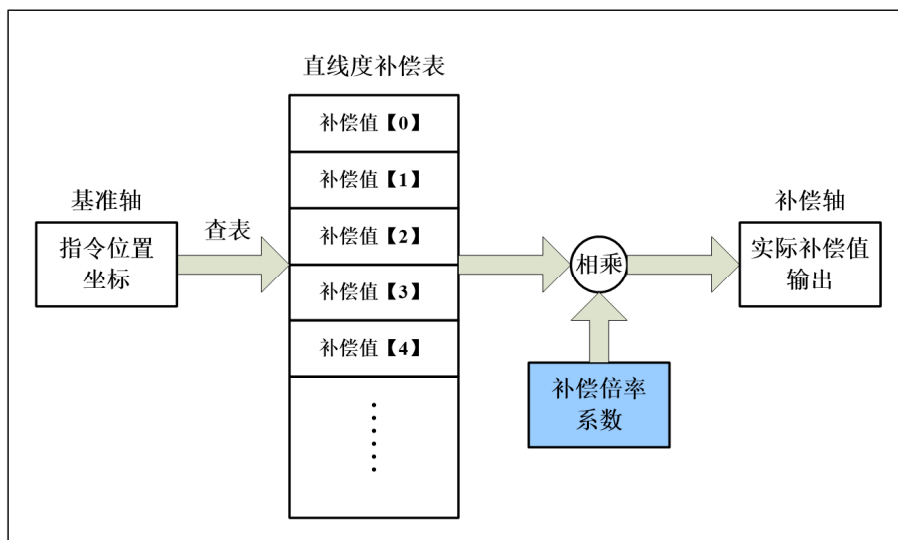 直线度补偿表
补偿值【0】
补偿值【1】
补偿值【2】
补偿值【3】
补偿值【4】
基准轴
指令位置
坐标
查表
相乘
补偿倍率
系数
补偿轴
实际补偿值
输出